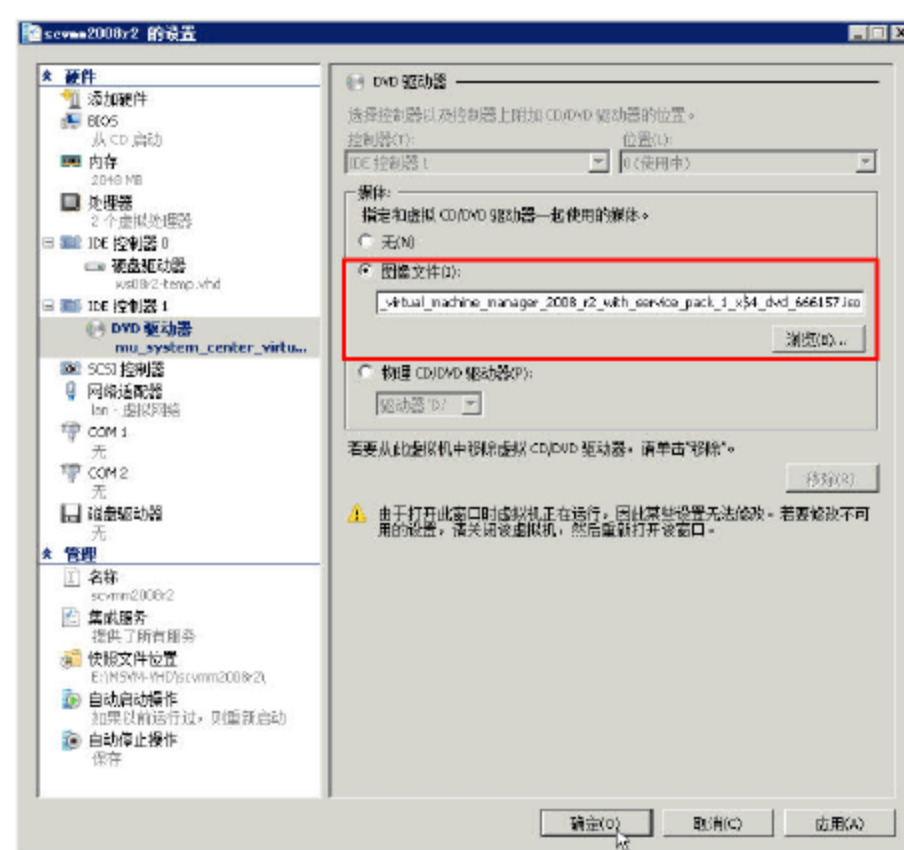 scvmm2008r2 的设置
硬件
添加硬件
BIOS
从 CD 启动
内存
2048 MB
处理器
2 个虚拟处理器
IDE 控制器 0
硬盘驱动器
ws08r2-temp.vhd
IDE 控制器 1
DVD 驱动器
mu_system_center_virtu...
SCSI 控制器
网络适配器
lan - 虚拟网络
COM 1
无
COM 2
无
磁盘驱动器
无
管理
名称
scvmm2008r2
集成服务
提供了所有服务
快照文件位置
E:\MSVM-VHD\scvmm2008r2\
自动启动操作
如果以前运行过，则重新启动
自动停止操作
保存
DVD 驱动器
选择控制器以及控制器上附加 CD/DVD 驱动器的位置。
控制器(T): 位置(L):
IDE 控制器 1 0 (使用中)
媒体:
指定和虚拟 CD/DVD 驱动器一起使用的媒体。
无(N)
图像文件(I):
_virtual_machine_manager_2008_r2_with_service_pack_1_x64_dvd_666157.iso
浏览(B)...
物理 CD/DVD 驱动器(P):
驱动器 'D:'
若要从此虚拟机中移除虚拟 CD/DVD 驱动器，请单击“移除”。
移除(R)
由于打开此窗口时虚拟机正在运行，因此某些设置无法修改。若要修改不可
用的设置，请关闭该虚拟机，然后重新打开该窗口。
确定(O) 取消(C) 应用(A)